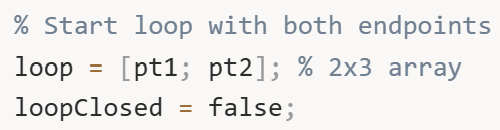 % Start loop with both endpoints
loop = [pt1; pt2]; % 2x3 array
loopClosed = false;